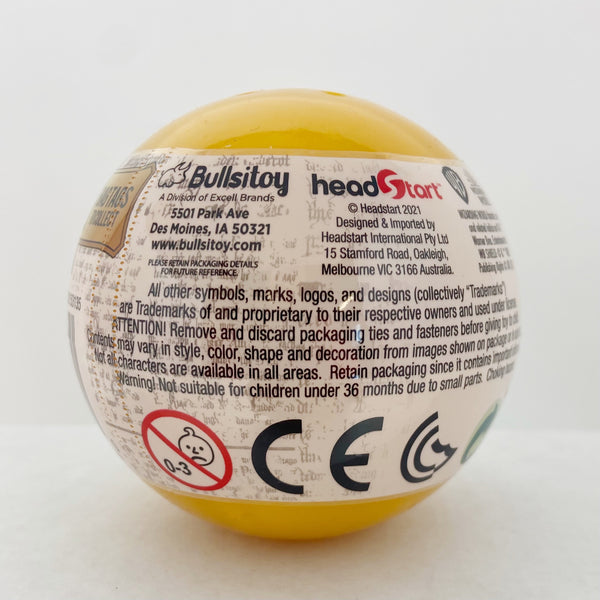 TAGS
COLLECT
Bullsitoy
A Division of Excell Brands
5501 Park Ave
Des Moines, IA 50321
www.bullsitoy.com
PLEASE RETAIN PACKAGING DETAILS
FOR FUTURE REFERENCE.
headStart
© Headstart 2021
Designed & Imported by
Headstart International Pty Ltd
15 Stamford Road, Oakleigh,
Melbourne VIC 3166 Australia.
WIZARDING WORLD
All other symbols, marks, logos, and designs (collectively "Trademarks")
are Trademarks of and proprietary to their respective owners and used under
ATTENTION! Remove and discard packaging ties and fasteners before giving toy to
Contents may vary in style, color, shape and decoration from images shown on package or
Not all characters are available in all areas. Retain packaging since it contains important
Warning! Not suitable for children under 36 months due to small parts. Choking
0-3
CE